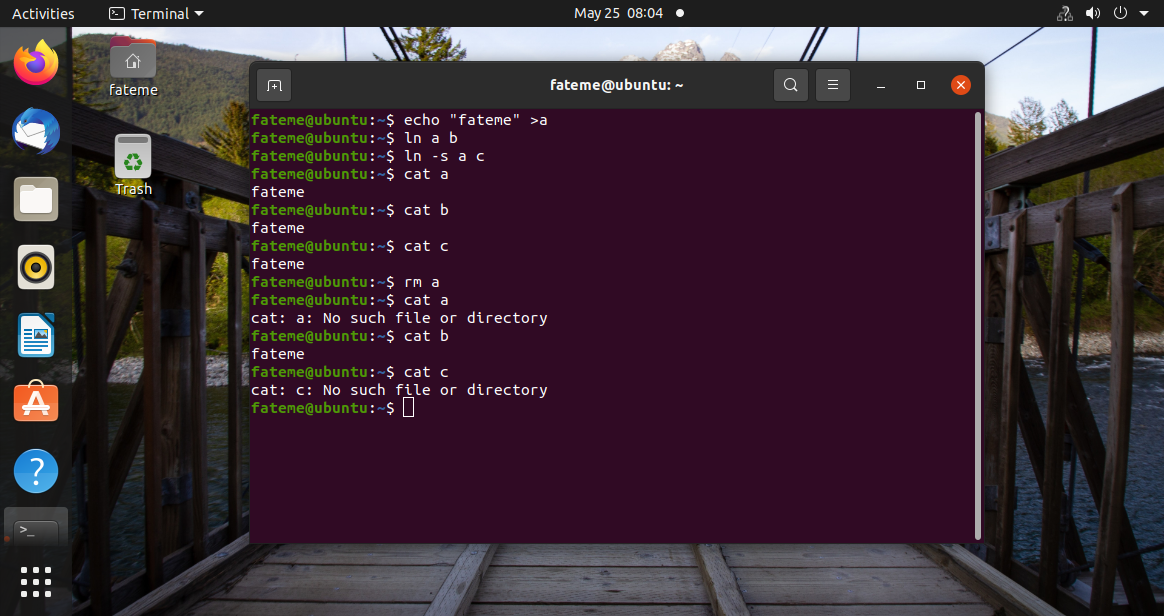 Activities
Terminal
May 25 08:04
fateme
Trash
fateme@ubuntu: ~
fateme@ubuntu:~$ echo "fateme" >a
fateme@ubuntu:~$ ln a b
fateme@ubuntu:~$ ln -s a c
fateme@ubuntu:~$ cat a
fateme
fateme@ubuntu:~$ cat b
fateme
fateme@ubuntu:~$ cat c
fateme
fateme@ubuntu:~$ rm a
fateme@ubuntu:~$ cat a
cat: a: No such file or directory
fateme@ubuntu:~$ cat b
fateme
fateme@ubuntu:~$ cat c
cat: c: No such file or directory
fateme@ubuntu:~$